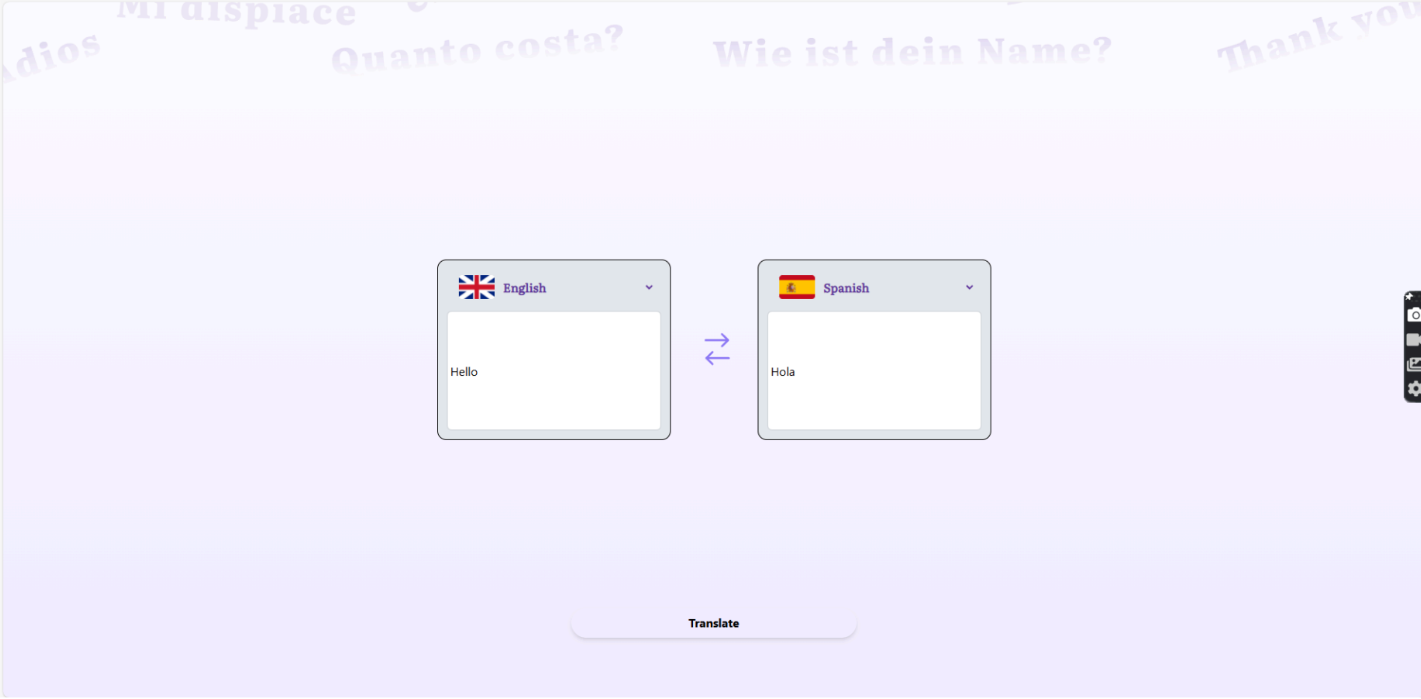 Mi dispiace
Adios
Quanto costa?
Wie ist dein Name?
Thank you
English
Spanish
Hello
Hola
Translate